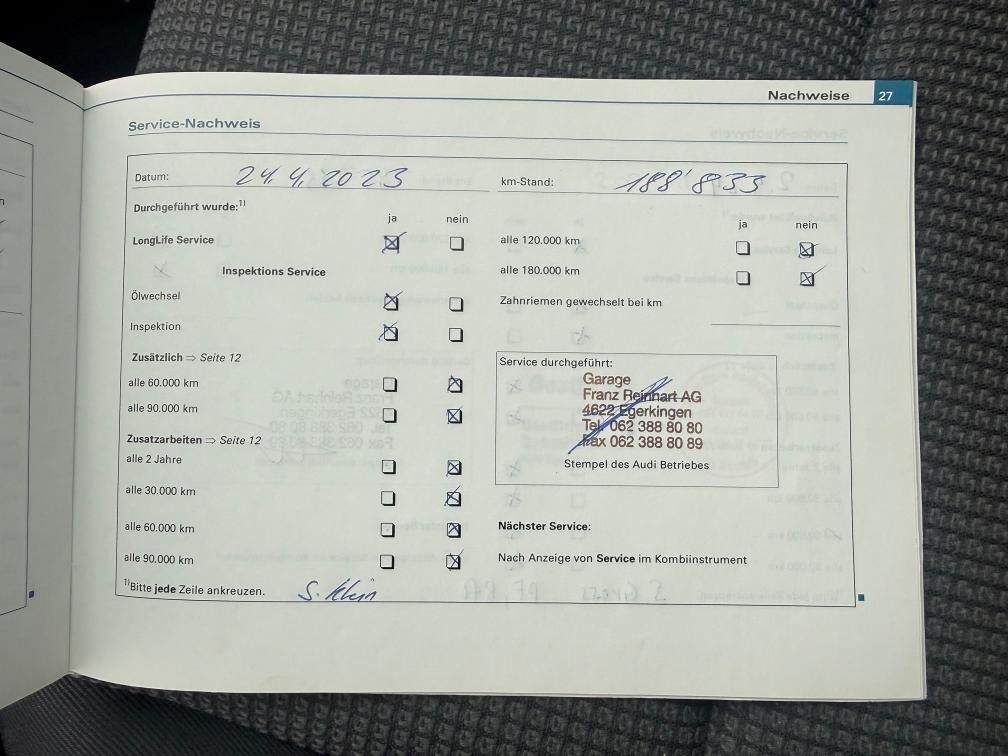 Nachweise 27
Service-Nachweis
Datum: 24.4.2023
km-Stand: 188'833
Durchgeführt wurde:1)
ja nein
LongLife Service
Inspektions Service
Ölwechsel
Inspektion
Zusätzlich ⇒ Seite 12
alle 60.000 km
alle 90.000 km
Zusatzarbeiten ⇒ Seite 12
alle 2 Jahre
alle 30.000 km
alle 60.000 km
alle 90.000 km
1)Bitte jede Zeile ankreuzen.
S. Klein
ja nein
alle 120.000 km
alle 180.000 km
Zahnriemen gewechselt bei km
Service durchgeführt:
Garage
Franz Reinhart AG
4622 Egerkingen
Tel. 062 388 80 80
Fax 062 388 80 89
Stempel des Audi Betriebes
Nächster Service:
Nach Anzeige von Service im Kombiinstrument